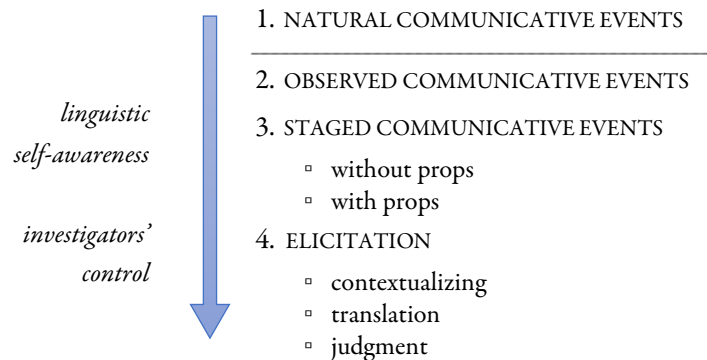 1. NATURAL COMMUNICATIVE EVENTS
2. OBSERVED COMMUNICATIVE EVENTS
3. STAGED COMMUNICATIVE EVENTS
▫ without props
▫ with props
4. ELICITATION
▫ contextualizing
▫ translation
▫ judgment
linguistic
self-awareness
investigators’
control